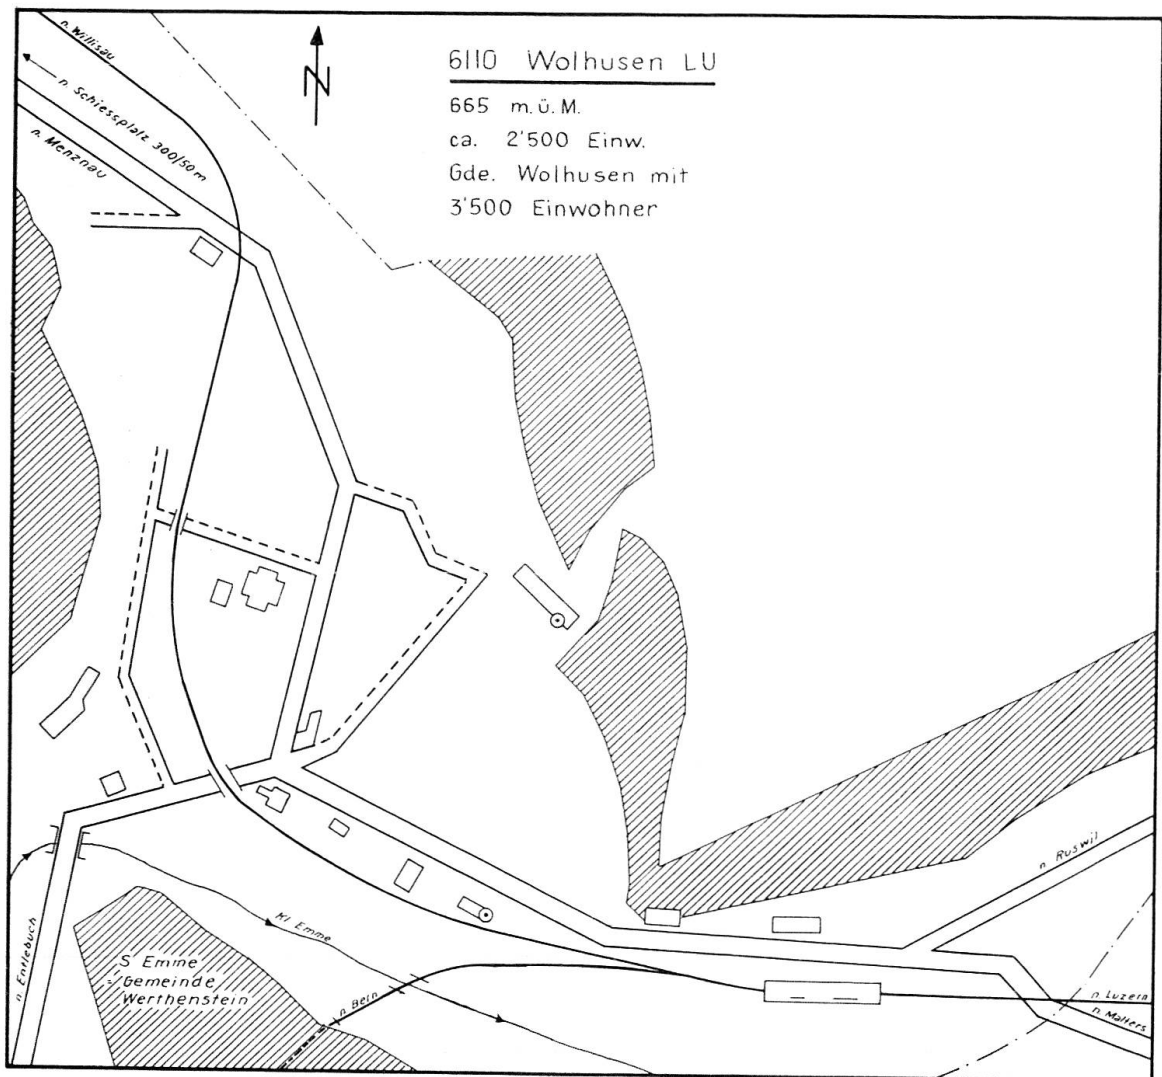 n. Willisau
n. Schiessplatz 300/50 m
n. Menznau
N
6110 Wolhusen LU
665 m.ü.M.
ca. 2'500 Einw.
Gde. Wolhusen mit
3'500 Einwohner
n. Ruswil
Kl. Emme
n. Entlebuch
S Emme
= Gemeinde
Werthenstein
n. Bern
n. Luzern
n. Malters